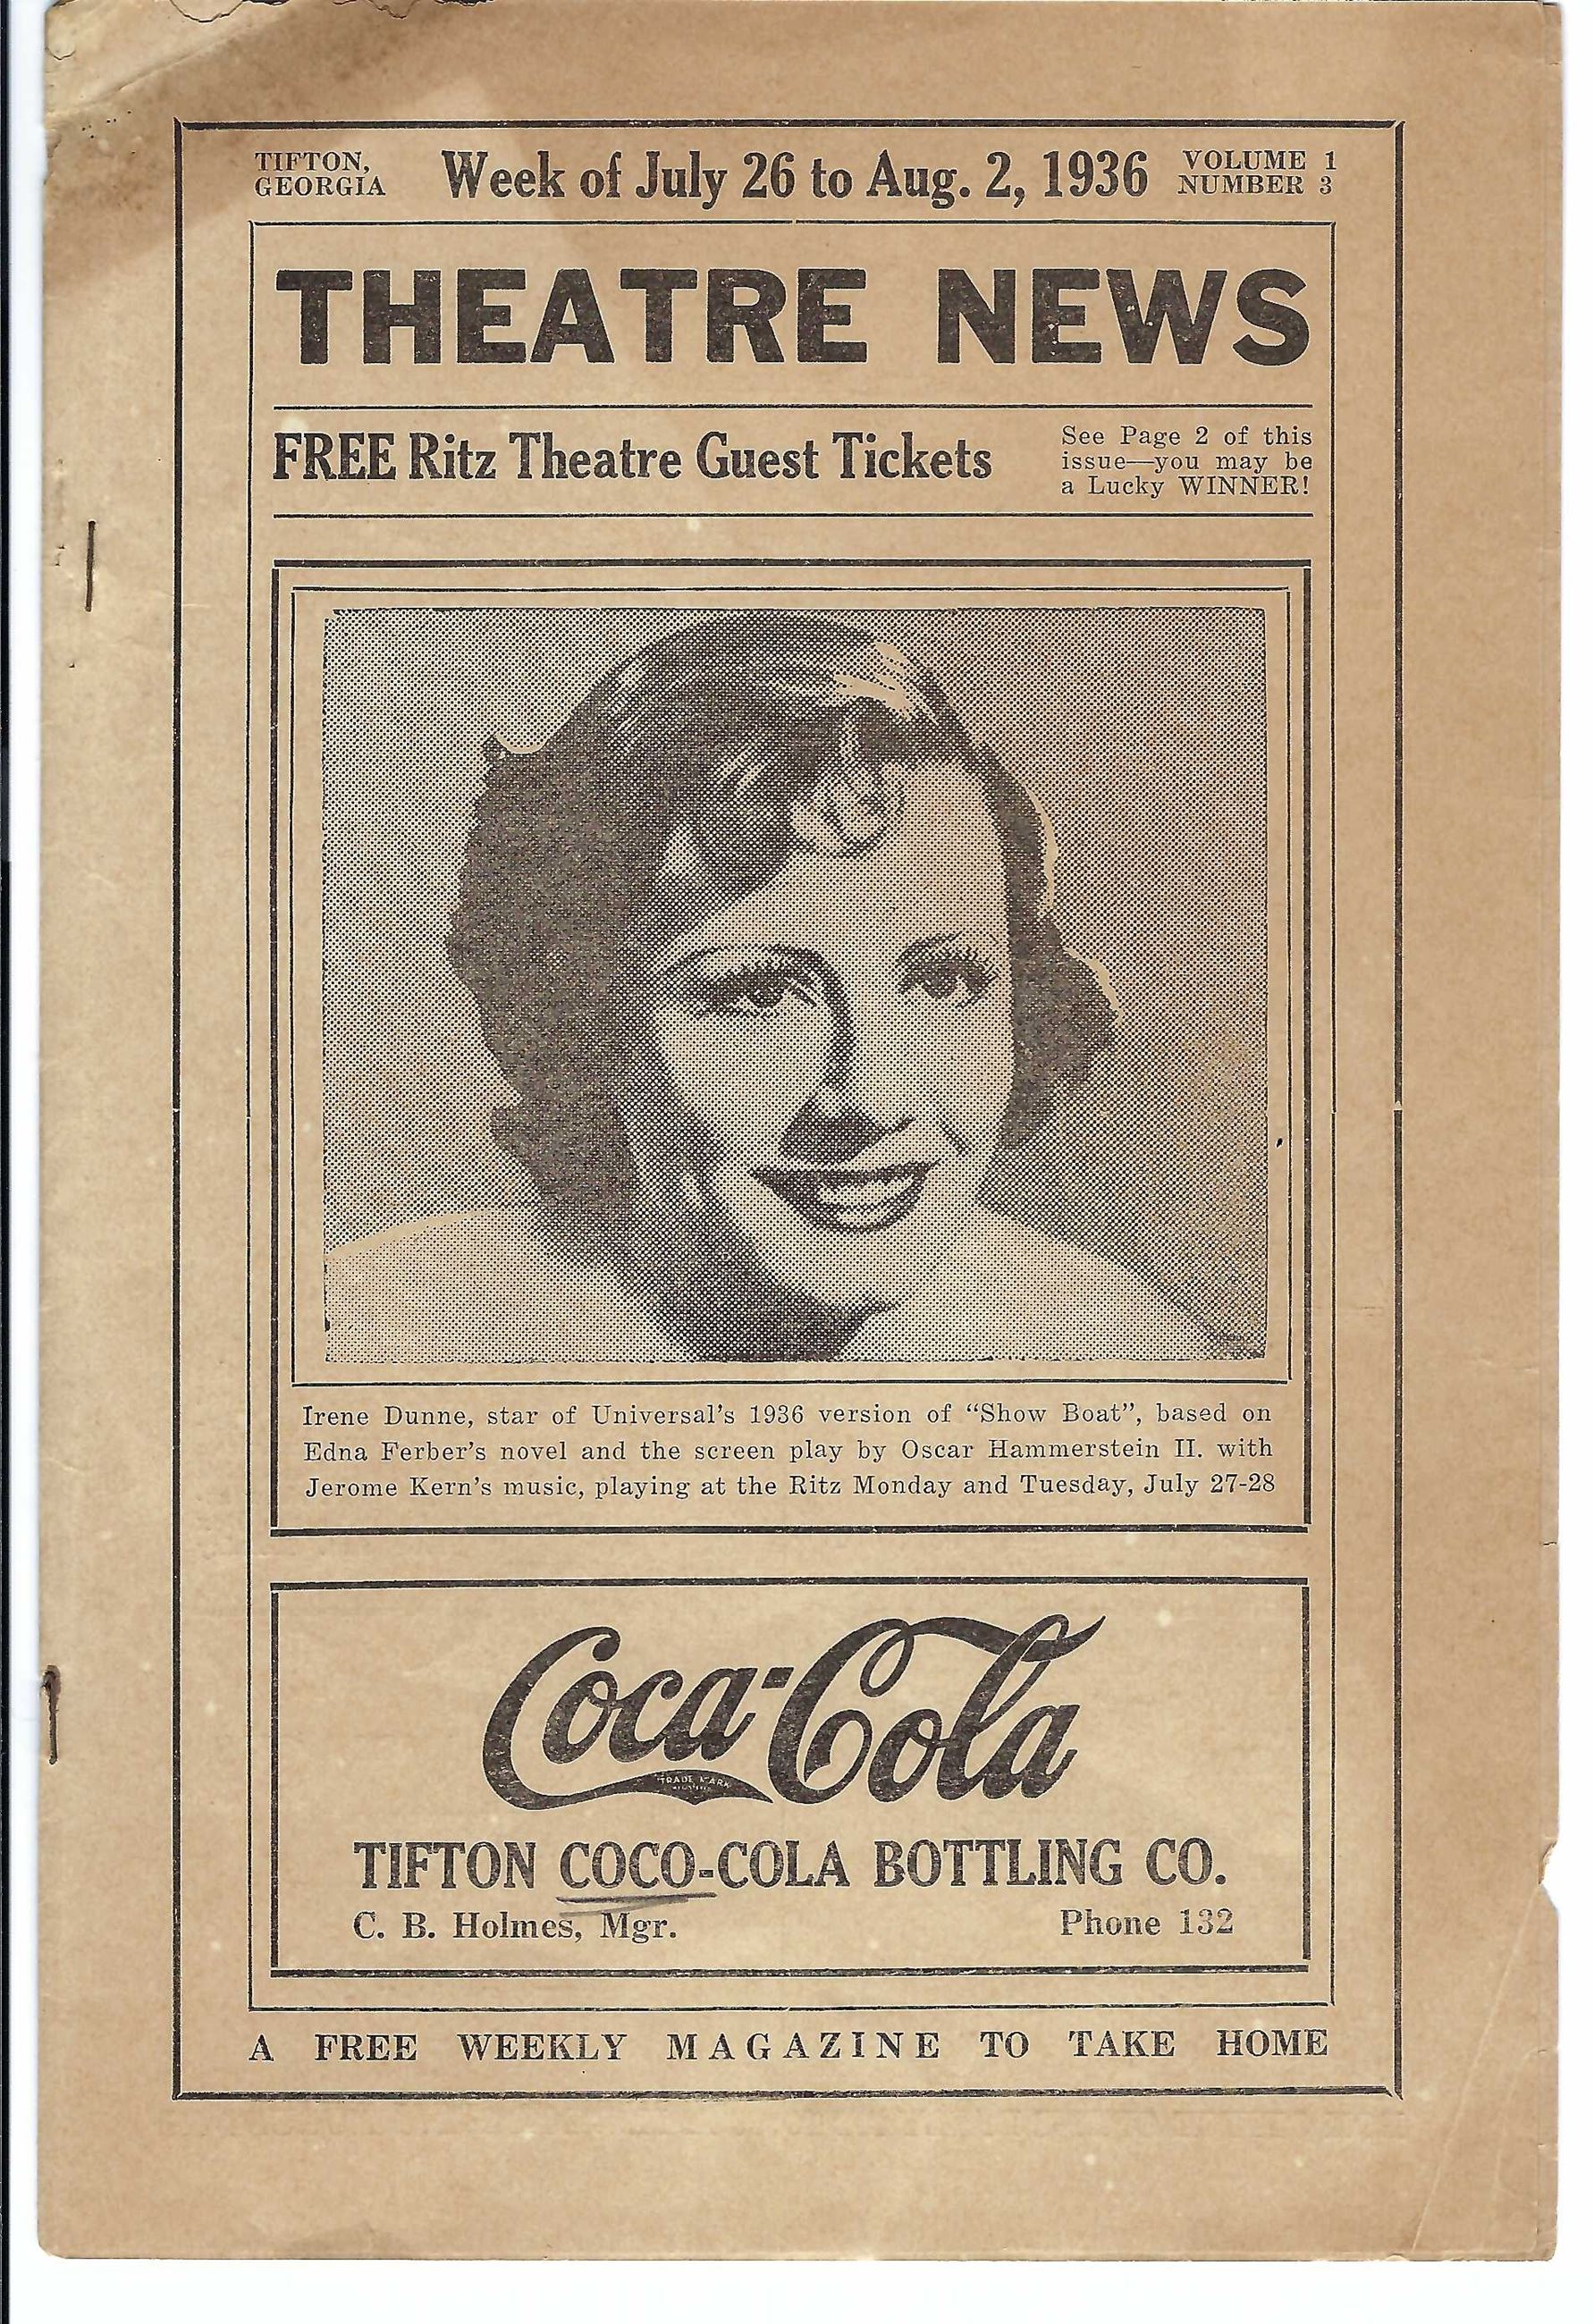 TIFTON,
GEORGIA
Week of July 26 to Aug. 2, 1936
VOLUME 1
NUMBER 3
THEATRE NEWS
FREE Ritz Theatre Guest Tickets
See Page 2 of this
issue—you may be
a Lucky WINNER!
Irene Dunne, star of Universal's 1936 version of “Show Boat”, based on
Edna Ferber's novel and the screen play by Oscar Hammerstein II. with
Jerome Kern's music, playing at the Ritz Monday and Tuesday, July 27-28
Coca-Cola
TRADE MARK
TIFTON COCO-COLA BOTTLING CO.
C. B. Holmes, Mgr.
Phone 132
A FREE WEEKLY MAGAZINE TO TAKE HOME